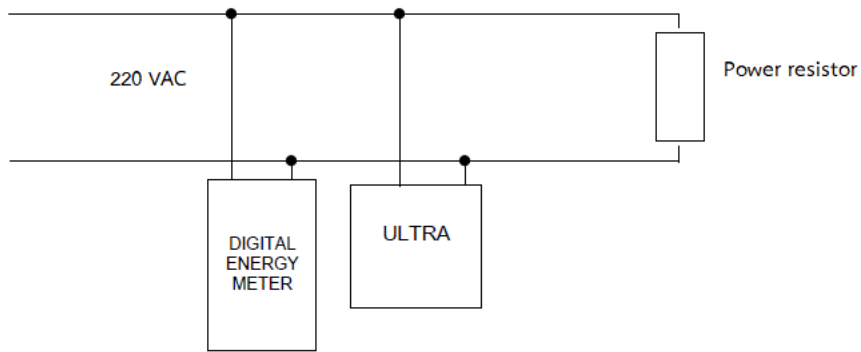 Power resistor
220 VAC
ULTRA
DIGITAL
ENERGY
METER